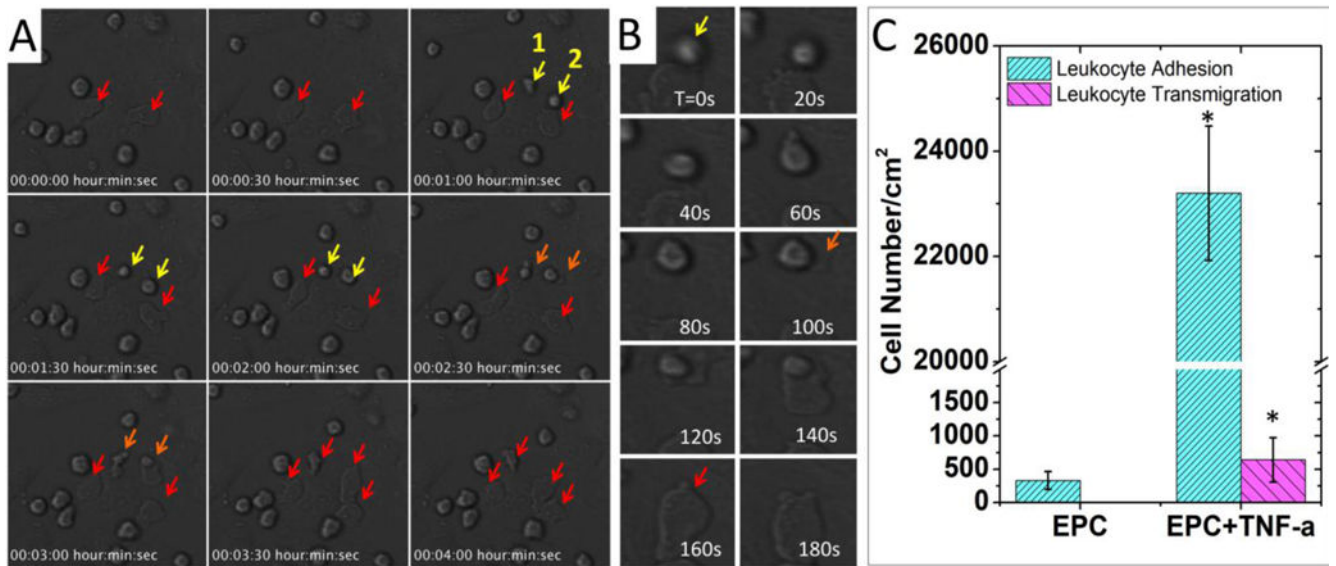 A
1
2
00:00:00 hour:min:sec
00:00:30 hour:min:sec
00:01:00 hour:min:sec
00:01:30 hour:min:sec
00:02:00 hour:min:sec
00:02:30 hour:min:sec
00:03:00 hour:min:sec
00:03:30 hour:min:sec
00:04:00 hour:min:sec
B
T=0s
20s
40s
60s
80s
100s
120s
140s
160s
180s
C
Cell Number/cm²
26000
24000
22000
20000
1500
1000
500
0
Leukocyte Adhesion
Leukocyte Transmigration
*
*
EPC
EPC+TNF-a